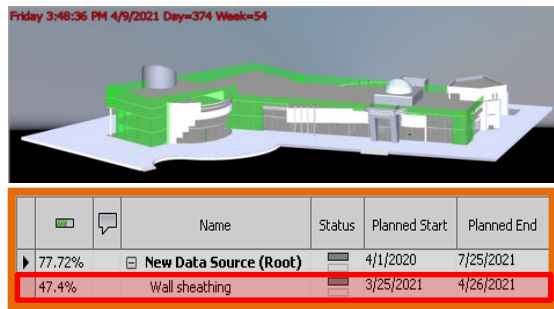 Friday 3:48:36 PM 4/9/2021 Day=374 Week=54
Name Status Planned Start Planned End
77.72% New Data Source (Root) 4/1/2020 7/25/2021
47.4% Wall sheathing 3/25/2021 4/26/2021